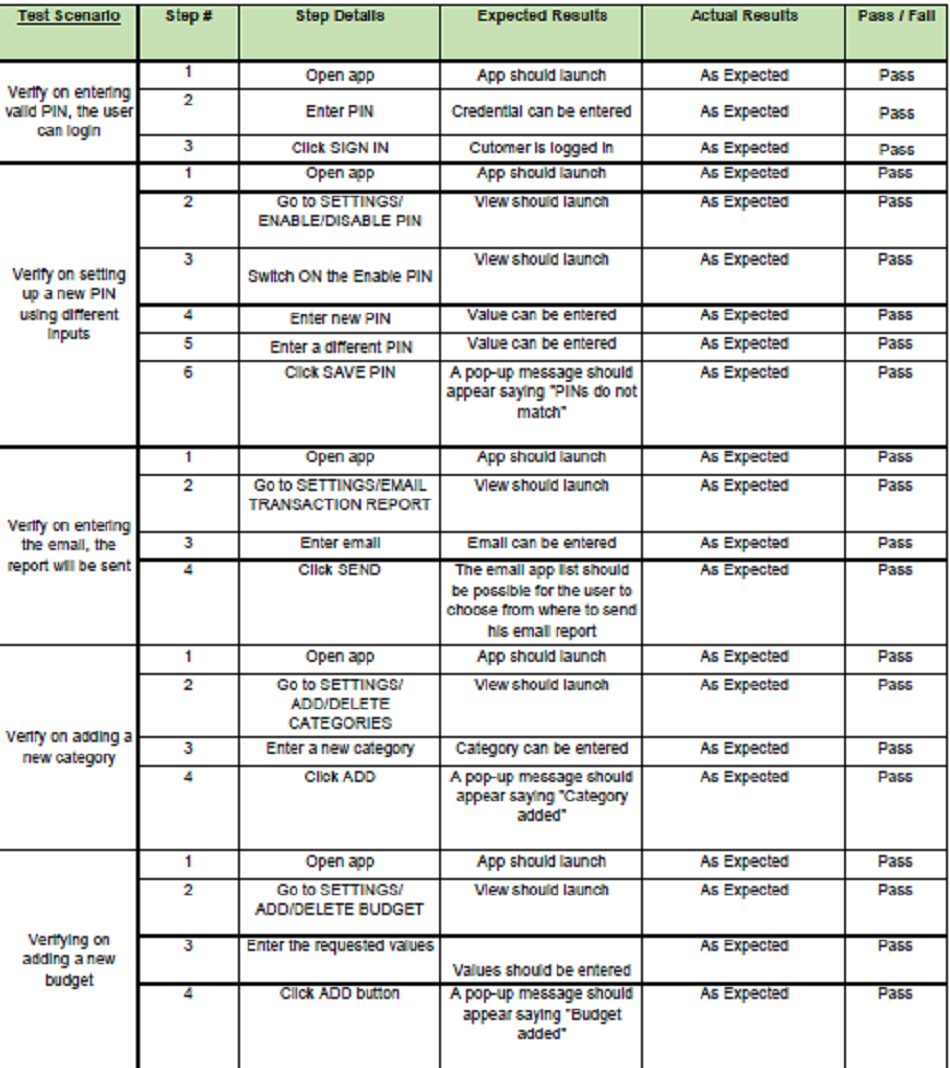 Test Scenario Step # Step Details Expected Results Actual Results Pass / Fail
Verify on entering
valid PIN, the user
can login
1 Open app App should launch As Expected Pass
2 Enter PIN Credential can be entered As Expected Pass
3 Click SIGN IN Cutomer is logged in As Expected Pass
Verify on setting
up a new PIN
using different
inputs
1 Open app App should launch As Expected Pass
2 Go to SETTINGS/ View should launch As Expected Pass
ENABLE/DISABLE PIN
3 Switch ON the Enable PIN View should launch As Expected Pass
4 Enter new PIN Value can be entered As Expected Pass
5 Enter a different PIN Value can be entered As Expected Pass
6 Click SAVE PIN A pop-up message should As Expected Pass
appear saying "PINs do not
match"
Verify on entering
the email, the
report will be sent
1 Open app App should launch As Expected Pass
2 Go to SETTINGS/EMAIL View should launch As Expected Pass
TRANSACTION REPORT
3 Enter email Email can be entered As Expected Pass
4 Click SEND The email app list should As Expected Pass
be possible for the user to
choose from where to send
his email report
Verify on adding a
new category
1 Open app App should launch As Expected Pass
2 Go to SETTINGS/ View should launch As Expected Pass
ADD/DELETE
CATEGORIES
3 Enter a new category Category can be entered As Expected Pass
4 Click ADD A pop-up message should As Expected Pass
appear saying "Category
added"
Verifying on
adding a new
budget
1 Open app App should launch As Expected Pass
2 Go to SETTINGS/ View should launch As Expected Pass
ADD/DELETE BUDGET
3 Enter the requested values Values should be entered As Expected Pass
4 Click ADD button A pop-up message should As Expected Pass
appear saying "Budget
added"